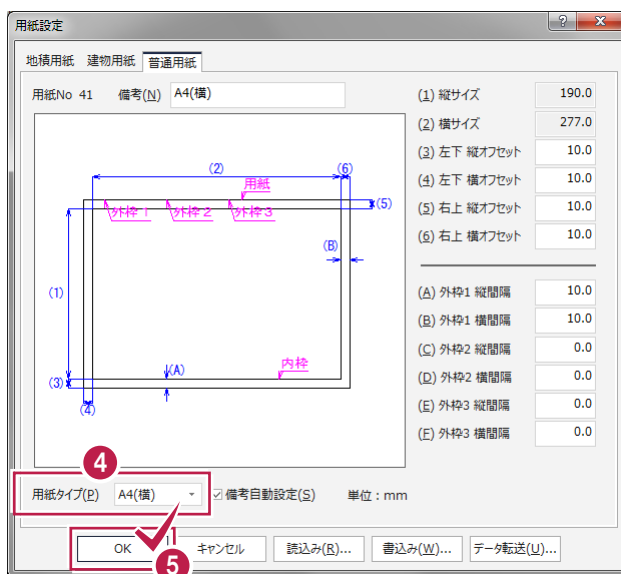 用紙設定
地積用紙 建物用紙 普通用紙
用紙No 41 備考(N) A4(横)
(1) 縦サイズ 190.0
(2) 横サイズ 277.0
(3) 左下 縦オフセット 10.0
(4) 左下 横オフセット 10.0
(5) 右上 縦オフセット 10.0
(6) 右上 横オフセット 10.0
(A) 外枠1 縦間隔 10.0
(B) 外枠1 横間隔 10.0
(C) 外枠2 縦間隔 0.0
(D) 外枠2 横間隔 0.0
(E) 外枠3 縦間隔 0.0
(F) 外枠3 横間隔 0.0
(2) (6)
用紙
外枠1 外枠2 外枠3 (5)
(B)
(1)
(A) 内枠
(3)
(4)
4
用紙タイプ(P) A4(横) 備考自動設定(S) 単位:mm
OK キャンセル 読込み(R)... 書込み(W)... データ転送(U)...
5